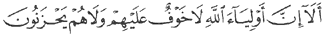 أَلَآ إِنَّ أَوْلِيَآءَ ٱللَّهِ لَا خَوْفٌ عَلَيْهِمْ وَلَا هُمْ يَحْزَنُونَ